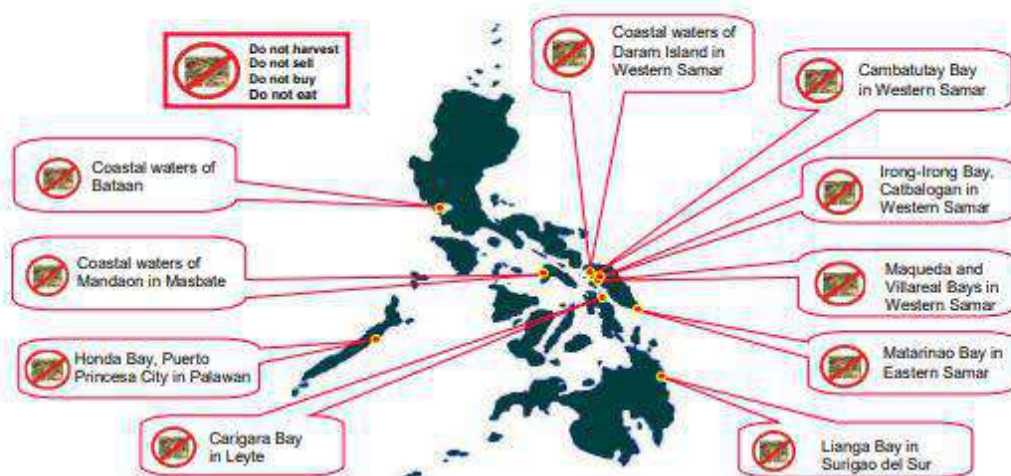 Do not harvest
Do not sell
Do not buy
Do not eat
Coastal waters of
Daram Island in
Western Samar
Cambatutay Bay
in Western Samar
Coastal waters of
Bataan
Irong-Irong Bay,
Catbalogan in
Western Samar
Coastal waters of
Mandaon in Masbate
Maqueda and
Villareal Bays in
Western Samar
Honda Bay, Puerto
Princesa City in Palawan
Matarinao Bay in
Eastern Samar
Carigara Bay
in Leyte
Lianga Bay in
Surigao del Sur